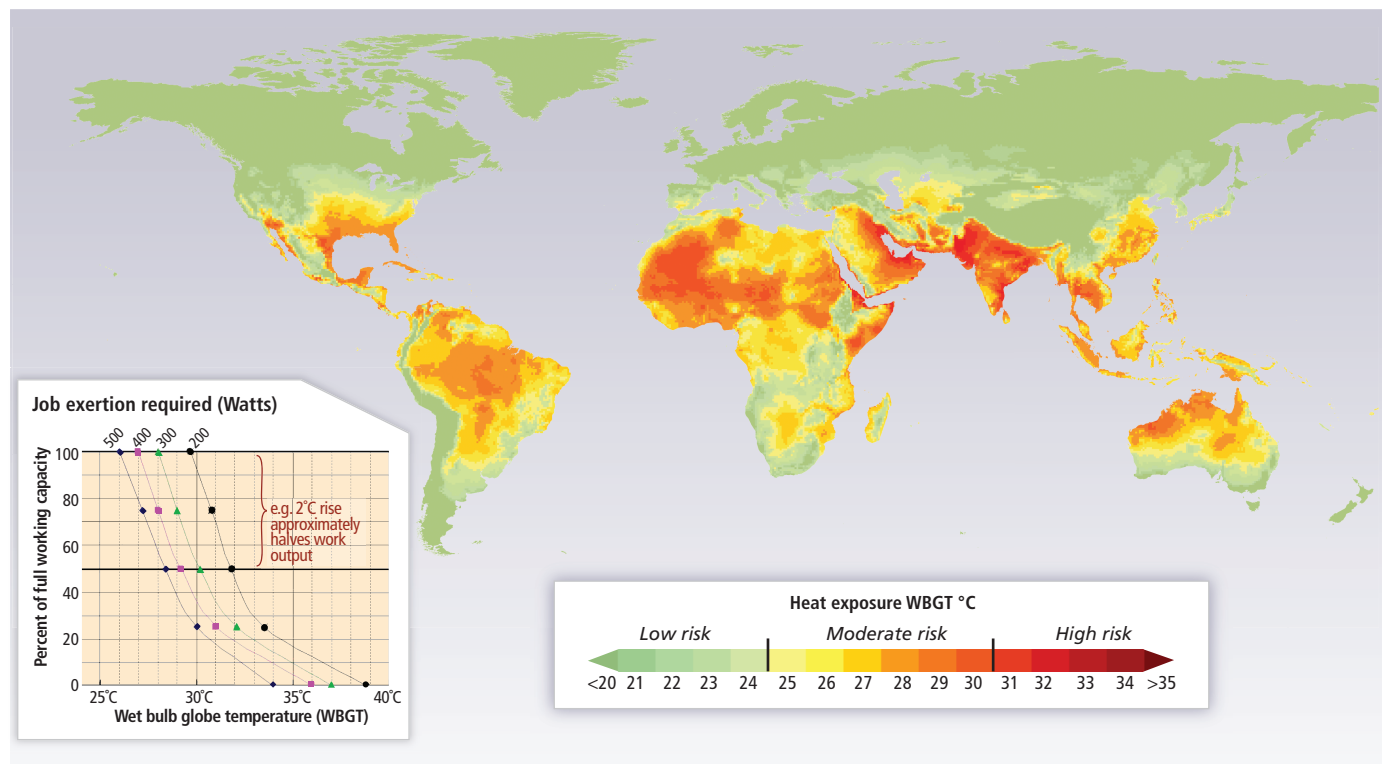 Job exertion required (Watts)
500 400 300 200
100
80
60
40
20
0
Percent of full working capacity
e.g. 2°C rise
approximately
halves work
output
25°C 30°C 35°C 40°C
Wet bulb globe temperature (WBGT)
Heat exposure WBGT °C
Low risk Moderate risk High risk
<20 21 22 23 24 25 26 27 28 29 30 31 32 33 34 >35